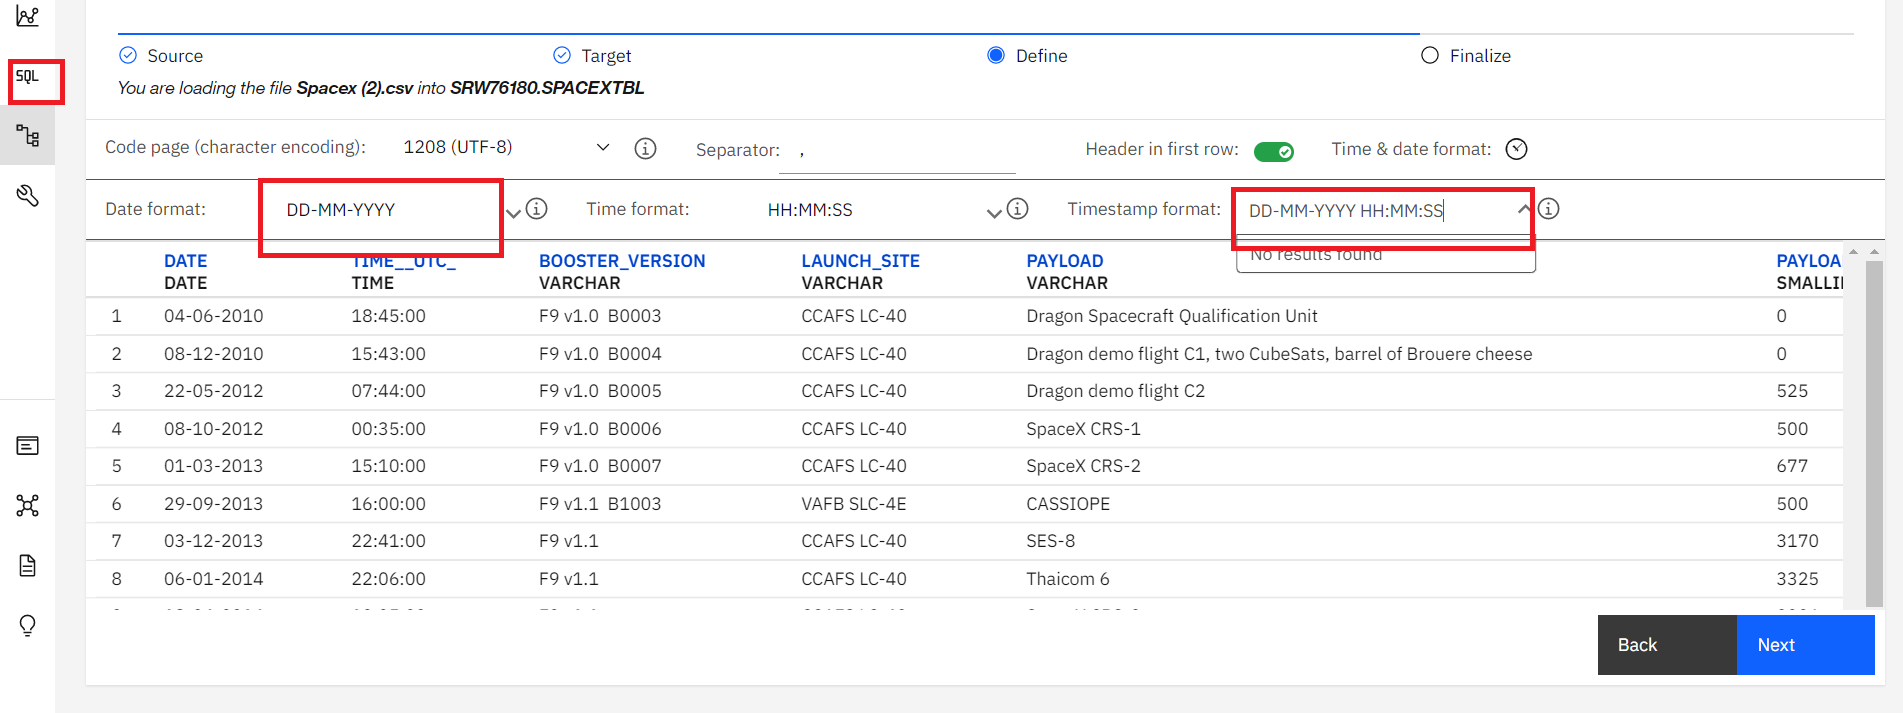 SQL
Source Target Define Finalize
You are loading the file Spacex (2).csv into SRW76180.SPACEXTBL
Code page (character encoding): 1208 (UTF-8) Separator: , Header in first row: Time & date format:
Date format: DD-MM-YYYY Time format: HH:MM:SS Timestamp format: DD-MM-YYYY HH:MM:SS
No results found
DATE TIME__UTC_ BOOSTER_VERSION LAUNCH_SITE PAYLOAD PAYLOA
DATE TIME VARCHAR VARCHAR VARCHAR SMALLI
1 04-06-2010 18:45:00 F9 v1.0 B0003 CCAFS LC-40 Dragon Spacecraft Qualification Unit 0
2 08-12-2010 15:43:00 F9 v1.0 B0004 CCAFS LC-40 Dragon demo flight C1, two CubeSats, barrel of Brouere cheese 0
3 22-05-2012 07:44:00 F9 v1.0 B0005 CCAFS LC-40 Dragon demo flight C2 525
4 08-10-2012 00:35:00 F9 v1.0 B0006 CCAFS LC-40 SpaceX CRS-1 500
5 01-03-2013 15:10:00 F9 v1.0 B0007 CCAFS LC-40 SpaceX CRS-2 677
6 29-09-2013 16:00:00 F9 v1.1 B1003 VAFB SLC-4E CASSIOPE 500
7 03-12-2013 22:41:00 F9 v1.1 CCAFS LC-40 SES-8 3170
8 06-01-2014 22:06:00 F9 v1.1 CCAFS LC-40 Thaicom 6 3325
Back Next